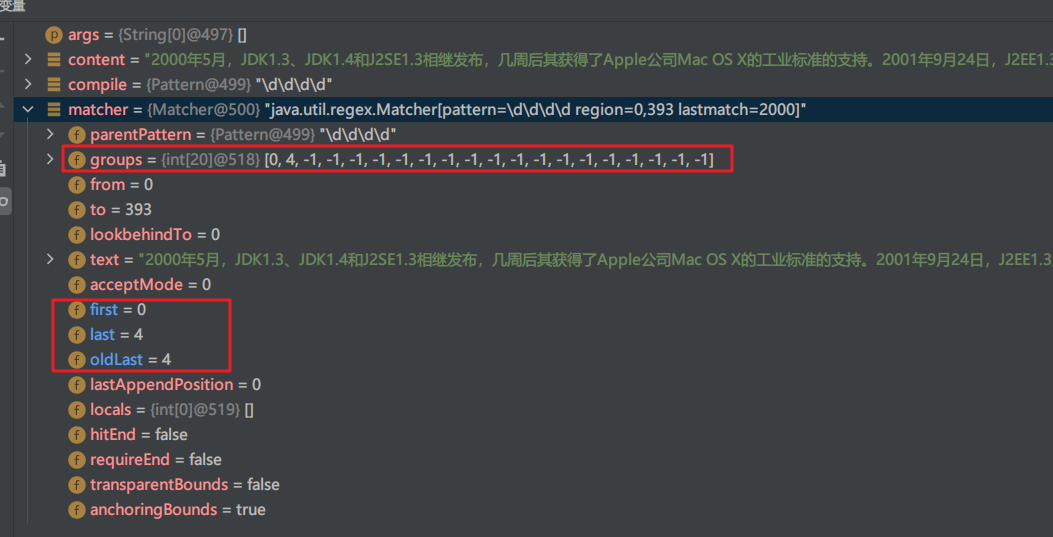 变量
args = {String[0]@497} []
content = "2000年5月，JDK1.3、JDK1.4和J2SE1.3相继发布，几周后其获得了Apple公司Mac OS X的工业标准的支持。2001年9月24日，J2EE1.3
compile = {Pattern@499} "\d\d\d\d"
matcher = {Matcher@500} "java.util.regex.Matcher[pattern=\d\d\d\d region=0,393 lastmatch=2000]"
parentPattern = {Pattern@499} "\d\d\d\d"
groups = {int[20]@518} [0, 4, -1, -1, -1, -1, -1, -1, -1, -1, -1, -1, -1, -1, -1, -1, -1, -1, -1, -1]
from = 0
to = 393
lookbehindTo = 0
text = "2000年5月，JDK1.3、JDK1.4和J2SE1.3相继发布，几周后其获得了Apple公司Mac OS X的工业标准的支持。2001年9月24日，J2EE1.3
acceptMode = 0
first = 0
last = 4
oldLast = 4
lastAppendPosition = 0
locals = {int[0]@519} []
hitEnd = false
requireEnd = false
transparentBounds = false
anchoringBounds = true